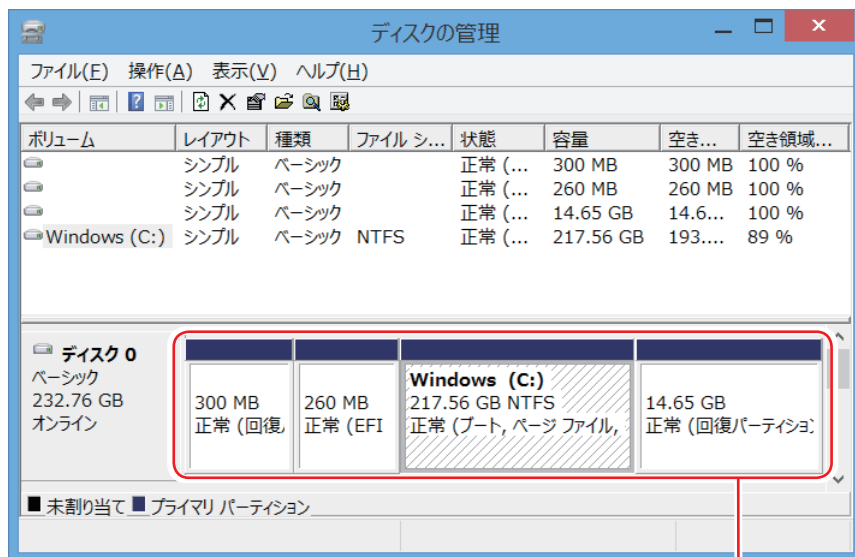 ディスクの管理
ファイル(F) 操作(A) 表示(V) ヘルプ(H)
ボリューム レイアウト 種類 ファイル シ... 状態 容量 空き... 空き領域...
シンプル ベーシック 正常 (... 300 MB 300 MB 100 %
シンプル ベーシック 正常 (... 260 MB 260 MB 100 %
シンプル ベーシック 正常 (... 14.65 GB 14.6... 100 %
Windows (C:) シンプル ベーシック NTFS 正常 (... 217.56 GB 193.... 89 %
ディスク 0
ベーシック
232.76 GB
オンライン
300 MB
正常 (回復
260 MB
正常 (EFI
Windows (C:)
217.56 GB NTFS
正常 (ブート, ページ ファイル,
14.65 GB
正常 (回復パーティション
未割り当て プライマリ パーティション